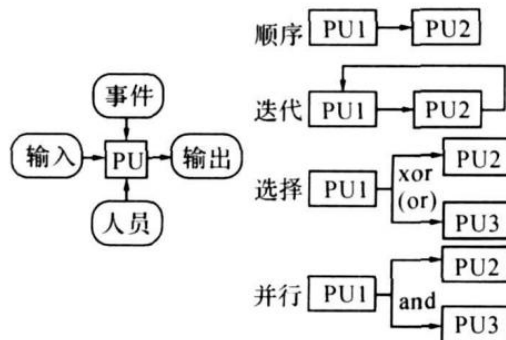 事件
输入 PU 输出
人员
顺序 PU1 PU2
迭代 PU1 PU2
选择 PU1 xor (or) PU2 PU3
并行 PU1 and PU2 PU3